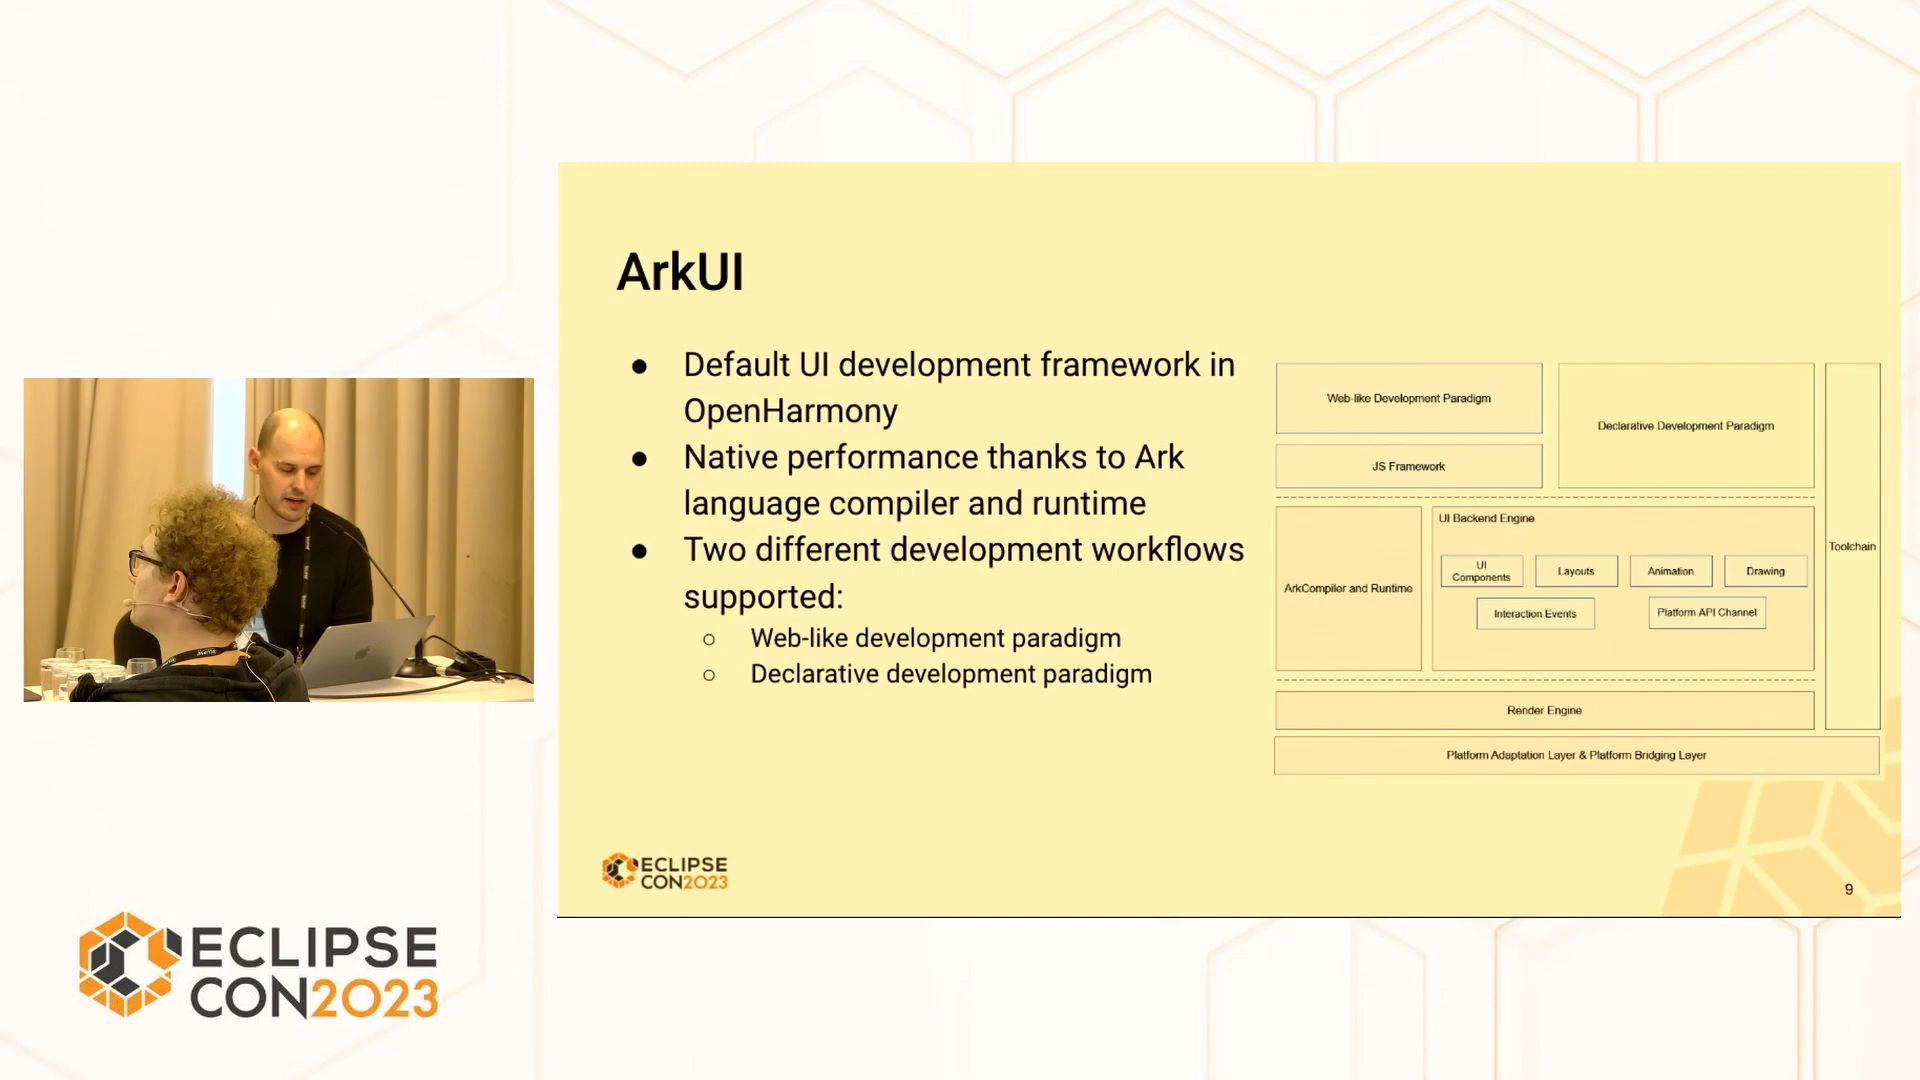 ArkUI
● Default UI development framework in
OpenHarmony
● Native performance thanks to Ark
language compiler and runtime
● Two different development workflows
supported:
○ Web-like development paradigm
○ Declarative development paradigm
Web-like Development Paradigm
Declarative Development Paradigm
JS Framework
Toolchain
ArkCompiler and Runtime
UI Backend Engine
UI
Components
Layouts
Animation
Drawing
Interaction Events
Platform API Channel
Render Engine
Platform Adaptation Layer & Platform Bridging Layer
ECLIPSE
CON2023
9
ECLIPSE
CON2023